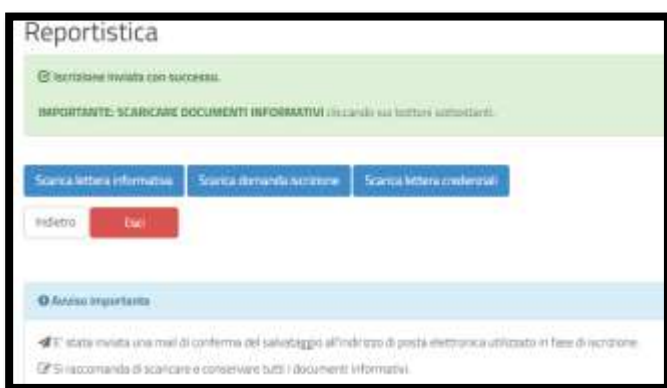 Reportistica
Iscrizione inviata con successo.
IMPORTANTE: SCARICARE DOCUMENTI INFORMATIVI cliccando sui bottoni sottostanti.
Scarica lettera informativa Scarica domanda iscrizione Scarica lettera credenziali
Indietro Esci
Avviso importante
E' stata inviata una mail di conferma del salvataggio all'indirizzo di posta elettronica utilizzato in fase di iscrizione.
Si raccomanda di scaricare e conservare tutti i documenti informativi.